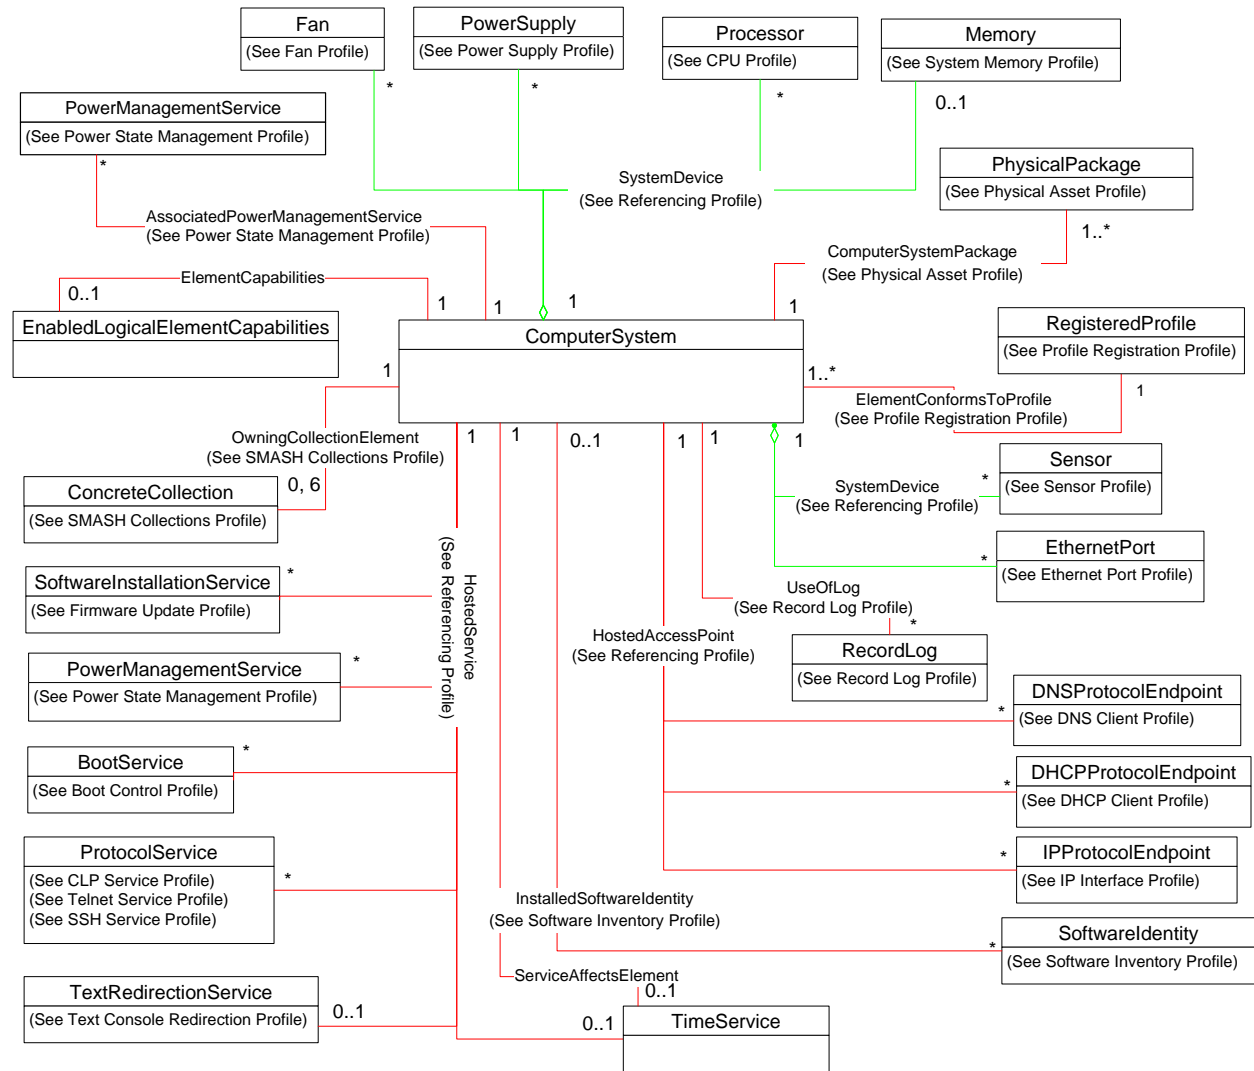 Fan
(See Fan Profile)
*
PowerSupply
(See Power Supply Profile)
*
Processor
(See CPU Profile)
*
Memory
(See System Memory Profile)
0..1
PowerManagementService
(See Power State Management Profile)
*
SystemDevice
(See Referencing Profile)
PhysicalPackage
(See Physical Asset Profile)
1..*
AssociatedPowerManagementService
(See Power State Management Profile)
ComputerSystemPackage
(See Physical Asset Profile)
ElementCapabilities
0..1
1
1
1
1
EnabledLogicalElementCapabilities
ComputerSystem
RegisteredProfile
(See Profile Registration Profile)
1
1
1..*
ElementConformsToProfile
(See Profile Registration Profile)
OwningCollectionElement
(See SMASH Collections Profile)
1
1
0..1
1
1
1
0, 6
ConcreteCollection
(See SMASH Collections Profile)
Sensor
(See Sensor Profile)
*
SystemDevice
(See Referencing Profile)
EthernetPort
(See Ethernet Port Profile)
*
SoftwareInstallationService
(See Firmware Update Profile)
*
HostedService
(See Referencing Profile)
UseOfLog
(See Record Log Profile)
*
HostedAccessPoint
(See Referencing Profile)
RecordLog
(See Record Log Profile)
PowerManagementService
(See Power State Management Profile)
*
DNSProtocolEndpoint
(See DNS Client Profile)
*
BootService
(See Boot Control Profile)
*
DHCPProtocolEndpoint
(See DHCP Client Profile)
*
ProtocolService
(See CLP Service Profile)
(See Telnet Service Profile)
(See SSH Service Profile)
*
IPProtocolEndpoint
(See IP Interface Profile)
*
InstalledSoftwareIdentity
(See Software Inventory Profile)
SoftwareIdentity
(See Software Inventory Profile)
*
ServiceAffectsElement
0..1
TextRedirectionService
(See Text Console Redirection Profile)
0..1
0..1
TimeService